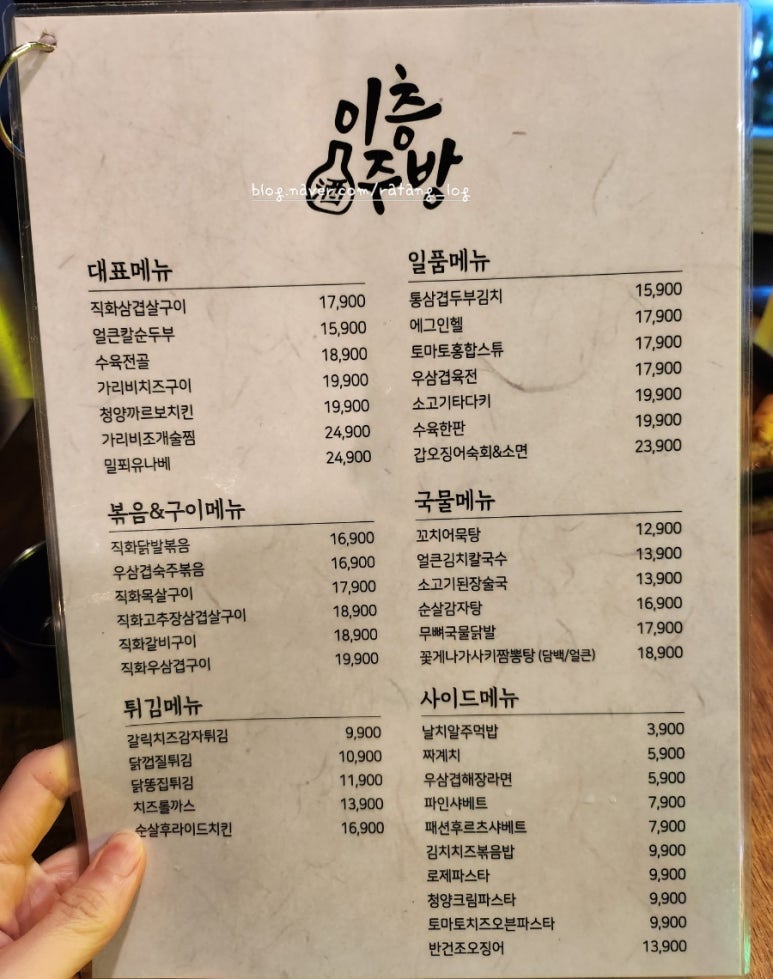 이층
주방
酒
blog.naver.com/ratang_log
대표메뉴
직화삼겹살구이 17,900
얼큰칼순두부 15,900
수육전골 18,900
가리비치즈구이 19,900
청양까르보치킨 19,900
가리비조개술찜 24,900
밀푀유나베 24,900
볶음&구이메뉴
직화닭발볶음 16,900
우삼겹숙주볶음 16,900
직화목살구이 17,900
직화고추장삼겹살구이 18,900
직화갈비구이 18,900
직화우삼겹구이 19,900
튀김메뉴
갈릭치즈감자튀김 9,900
닭껍질튀김 10,900
닭똥집튀김 11,900
치즈롤까스 13,900
순살후라이드치킨 16,900
일품메뉴
통삼겹두부김치 15,900
에그인헬 17,900
토마토홍합스튜 17,900
우삼겹육전 17,900
소고기타다키 19,900
수육한판 19,900
갑오징어숙회&소면 23,900
국물메뉴
꼬치어묵탕 12,900
얼큰김치칼국수 13,900
소고기된장술국 13,900
순살감자탕 16,900
무뼈국물닭발 17,900
꽃게나가사키짬뽕탕 (담백/얼큰) 18,900
사이드메뉴
날치알주먹밥 3,900
짜계치 5,900
우삼겹해장라면 5,900
파인샤베트 7,900
패션후르츠샤베트 7,900
김치치즈볶음밥 9,900
로제파스타 9,900
청양크림파스타 9,900
토마토치즈오븐파스타 9,900
반건조오징어 13,900